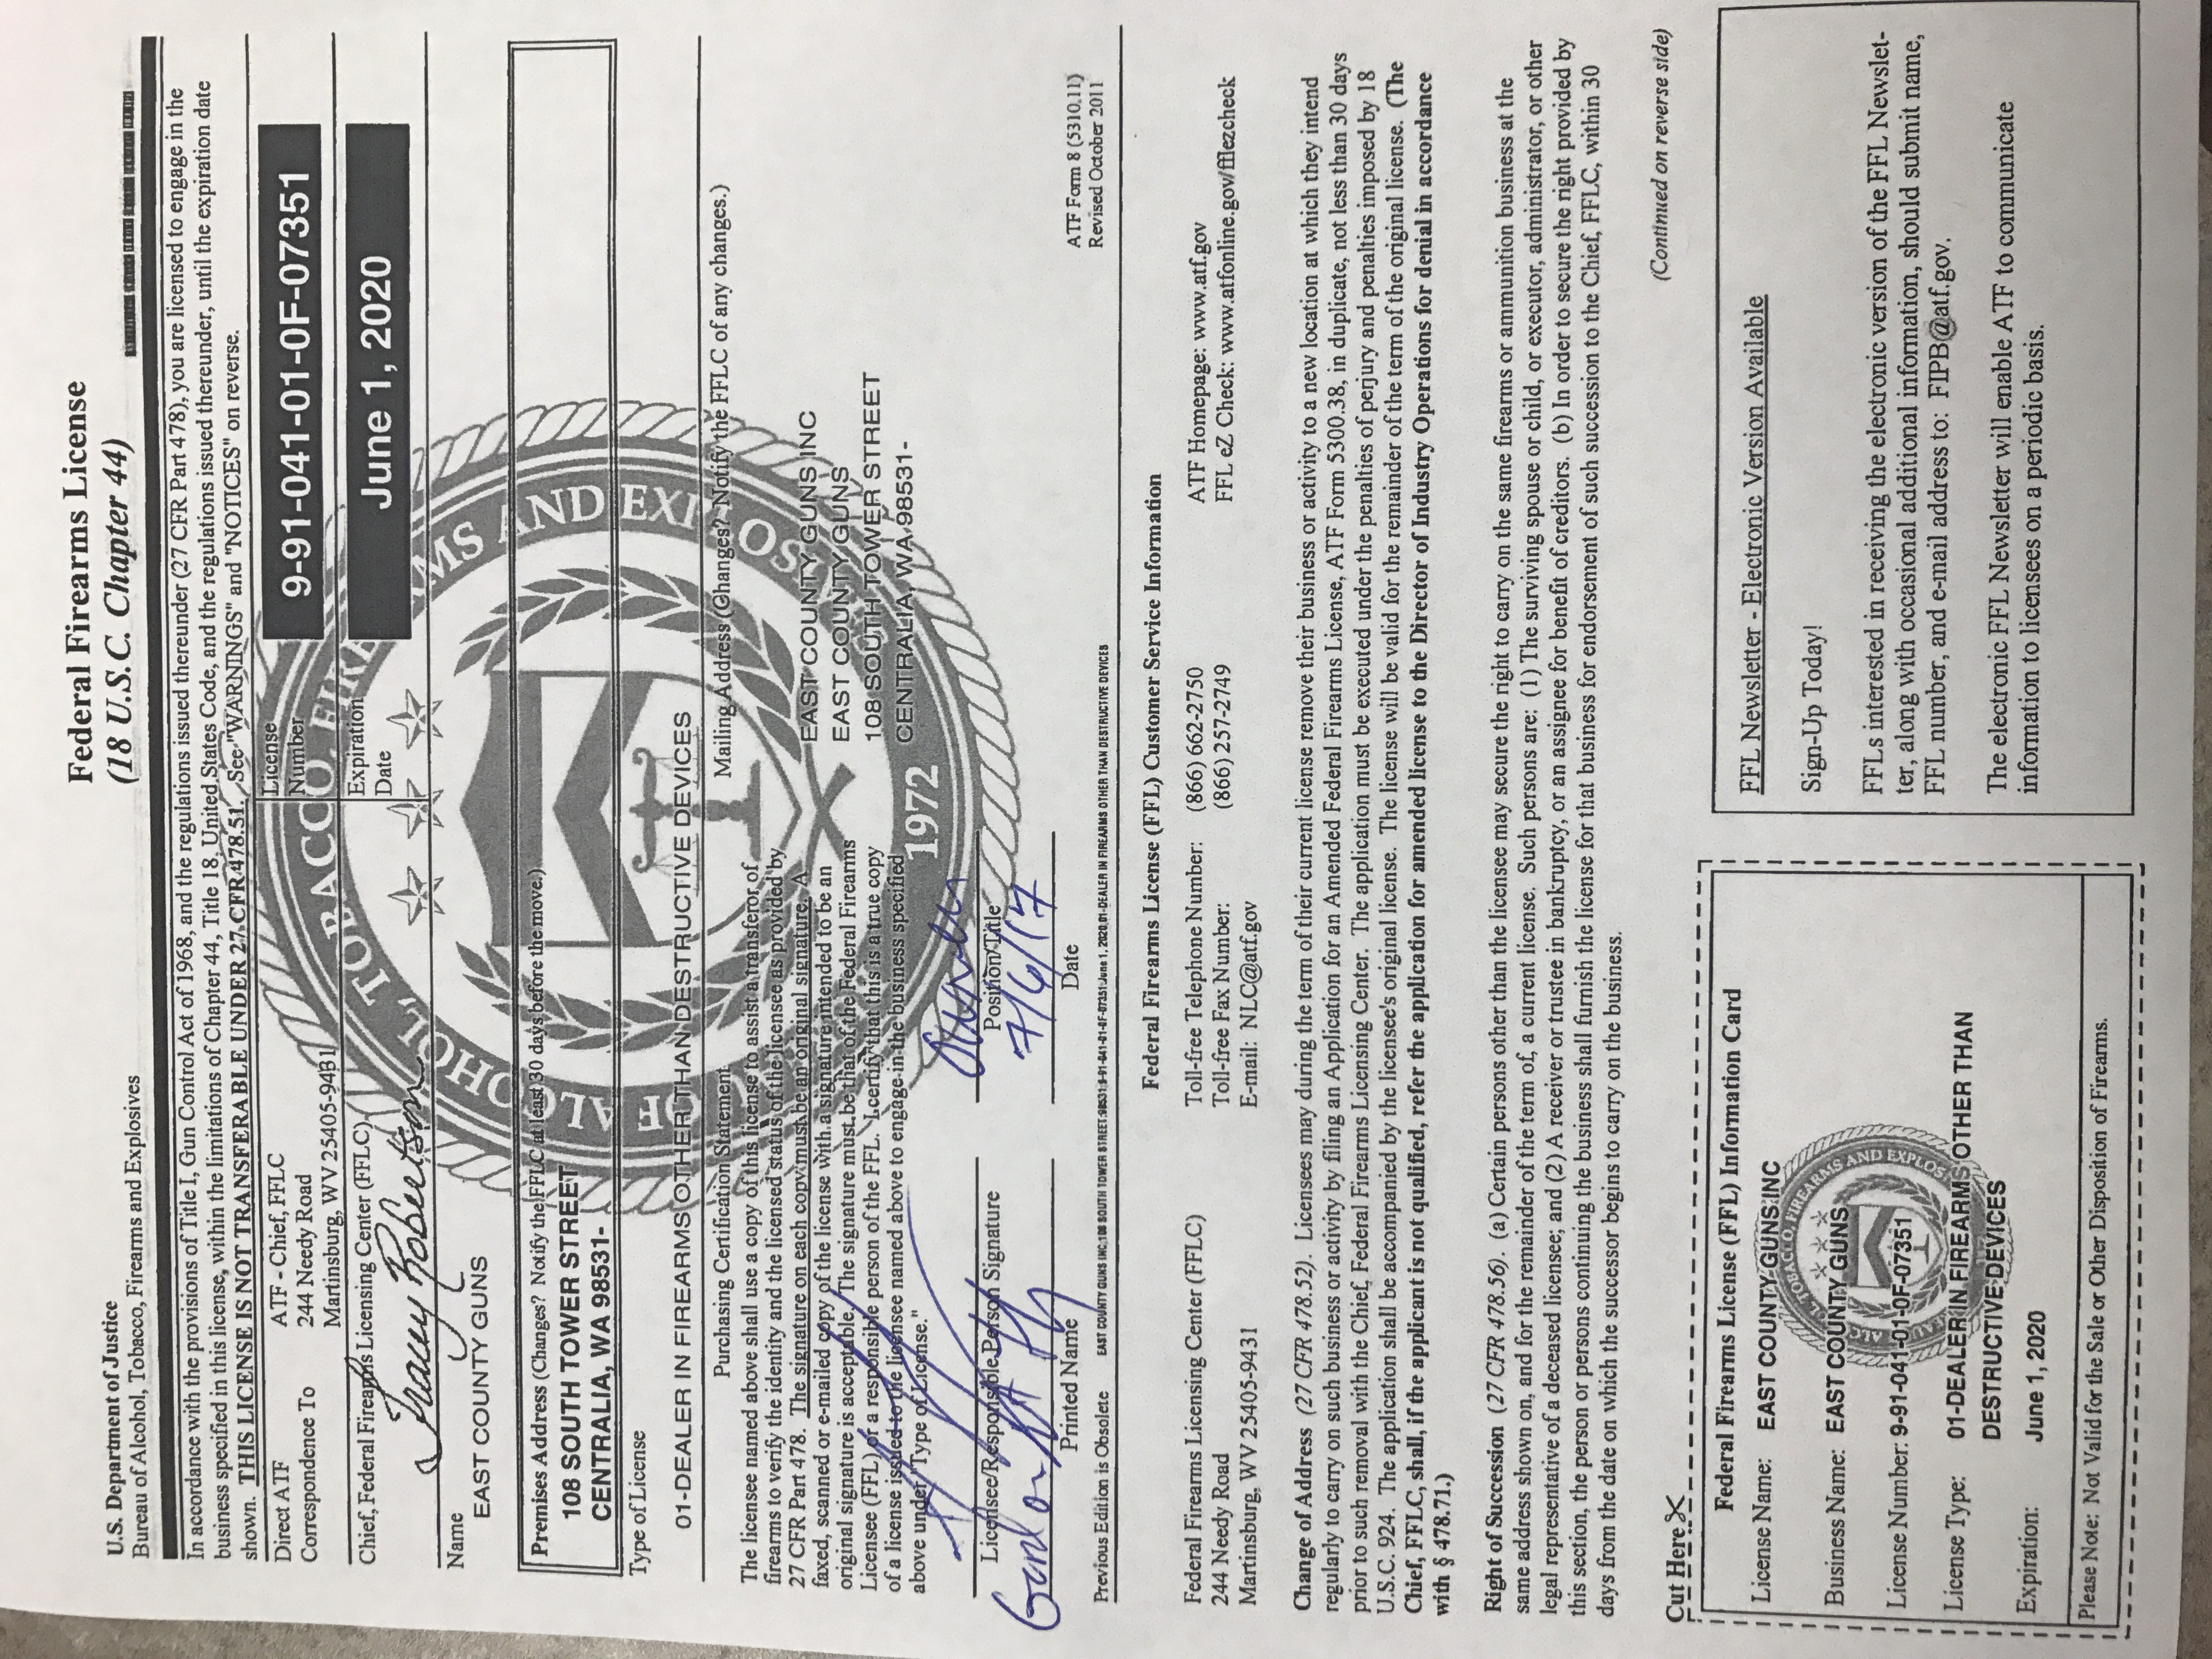 Federal Firearms License
(18 U.S.C. Chapter 44)
U.S. Department of Justice
Bureau of Alcohol, Tobacco, Firearms and Explosives
In accordance with the provisions of Title I, Gun Control Act of 1968, and the regulations issued thereunder (27 CFR Part 478), you are licensed to engage in the
business specified in this license, within the limitations of Chapter 44, Title 18, United States Code, and the regulations issued thereunder, until the expiration date
shown. THIS LICENSE IS NOT TRANSFERABLE UNDER 27 CFR 478.51. See "WARNINGS" and "NOTICES" on reverse.
Direct ATF
Correspondence To
ATF - Chief, FFLC
244 Needy Road
Martinsburg, WV 25405-9431
License
Number
9-91-041-01-0F-07351
Chief, Federal Firearms Licensing Center (FFLC)
Tracey Robertson
Expiration
Date
June 1, 2020
Name
EAST COUNTY GUNS
Premises Address (Changes? Notify the FFLC at least 30 days before the move.)
108 SOUTH TOWER STREET
CENTRALIA, WA 98531-
Type of License
01-DEALER IN FIREARMS OTHER THAN DESTRUCTIVE DEVICES
Purchasing Certification Statement
The licensee named above shall use a copy of this license to assist a transferor of
firearms to verify the identity and the licensed status of the licensee as provided by
27 CFR Part 478. The signature on each copy must be an original signature. A
faxed, scanned or e-mailed copy of the license with a signature intended to be an
original signature is acceptable. The signature must be that of the Federal Firearms
Licensee (FFL) or a responsible person of the FFL. I certify that this is a true copy
of a license issued to the licensee named above to engage in the business specified
above under "Type of License."
Mailing Address (Changes? Notify the FFLC of any changes.)
EAST COUNTY GUNS INC
EAST COUNTY GUNS
108 SOUTH TOWER STREET
CENTRALIA, WA 98531-
1972
Owner
Licensee/Responsible Person Signature
Position/Title
Gordon
7/6/17
Printed Name
Date
ATF Form 8 (5310.11)
Revised October 2011
Previous Edition is Obsolete
EAST COUNTY GUNS INC:108 SOUTH TOWER STREET:98531:9-91-041-01-0F-07351:June 1, 2020:01-DEALER IN FIREARMS OTHER THAN DESTRUCTIVE DEVICES
Federal Firearms License (FFL) Customer Service Information
Federal Firearms Licensing Center (FFLC)
244 Needy Road
Martinsburg, WV 25405-9431
Toll-free Telephone Number: (866) 662-2750
Toll-free Fax Number: (866) 257-2749
E-mail: NLC@atf.gov
ATF Homepage: www.atf.gov
FFL eZ Check: www.atfonline.gov/fflezcheck
Change of Address (27 CFR 478.52). Licensees may during the term of their current license remove their business or activity to a new location at which they intend
regularly to carry on such business or activity by filing an Application for an Amended Federal Firearms License, ATF Form 5300.38, in duplicate, not less than 30 days
prior to such removal with the Chief, Federal Firearms Licensing Center. The application must be executed under the penalties of perjury and penalties imposed by 18
U.S.C. 924. The application shall be accompanied by the licensee's original license. The license will be valid for the remainder of the term of the original license. (The
Chief, FFLC, shall, if the applicant is not qualified, refer the application for amended license to the Director of Industry Operations for denial in accordance
with § 478.71.)
Right of Succession (27 CFR 478.56). (a) Certain persons other than the licensee may secure the right to carry on the same firearms or ammunition business at the
same address shown on, and for the remainder of the term of, a current license. Such persons are: (1) The surviving spouse or child, or executor, administrator, or other
legal representative of a deceased licensee; and (2) A receiver or trustee in bankruptcy, or an assignee for benefit of creditors. (b) In order to secure the right provided by
this section, the person or persons continuing the business shall furnish the license for that business for endorsement of such succession to the Chief, FFLC, within 30
days from the date on which the successor begins to carry on the business.
(Continued on reverse side)
Cut Here
Federal Firearms License (FFL) Information Card
License Name: EAST COUNTY GUNS INC
Business Name: EAST COUNTY GUNS
License Number: 9-91-041-01-0F-07351
License Type: 01-DEALER IN FIREARMS OTHER THAN
DESTRUCTIVE DEVICES
Expiration: June 1, 2020
Please Note: Not Valid for the Sale or Other Disposition of Firearms.
FFL Newsletter - Electronic Version Available
Sign-Up Today!
FFLs interested in receiving the electronic version of the FFL Newslet-
ter, along with occasional additional information, should submit name,
FFL number, and e-mail address to: FIPB@atf.gov.
The electronic FFL Newsletter will enable ATF to communicate
information to licensees on a periodic basis.